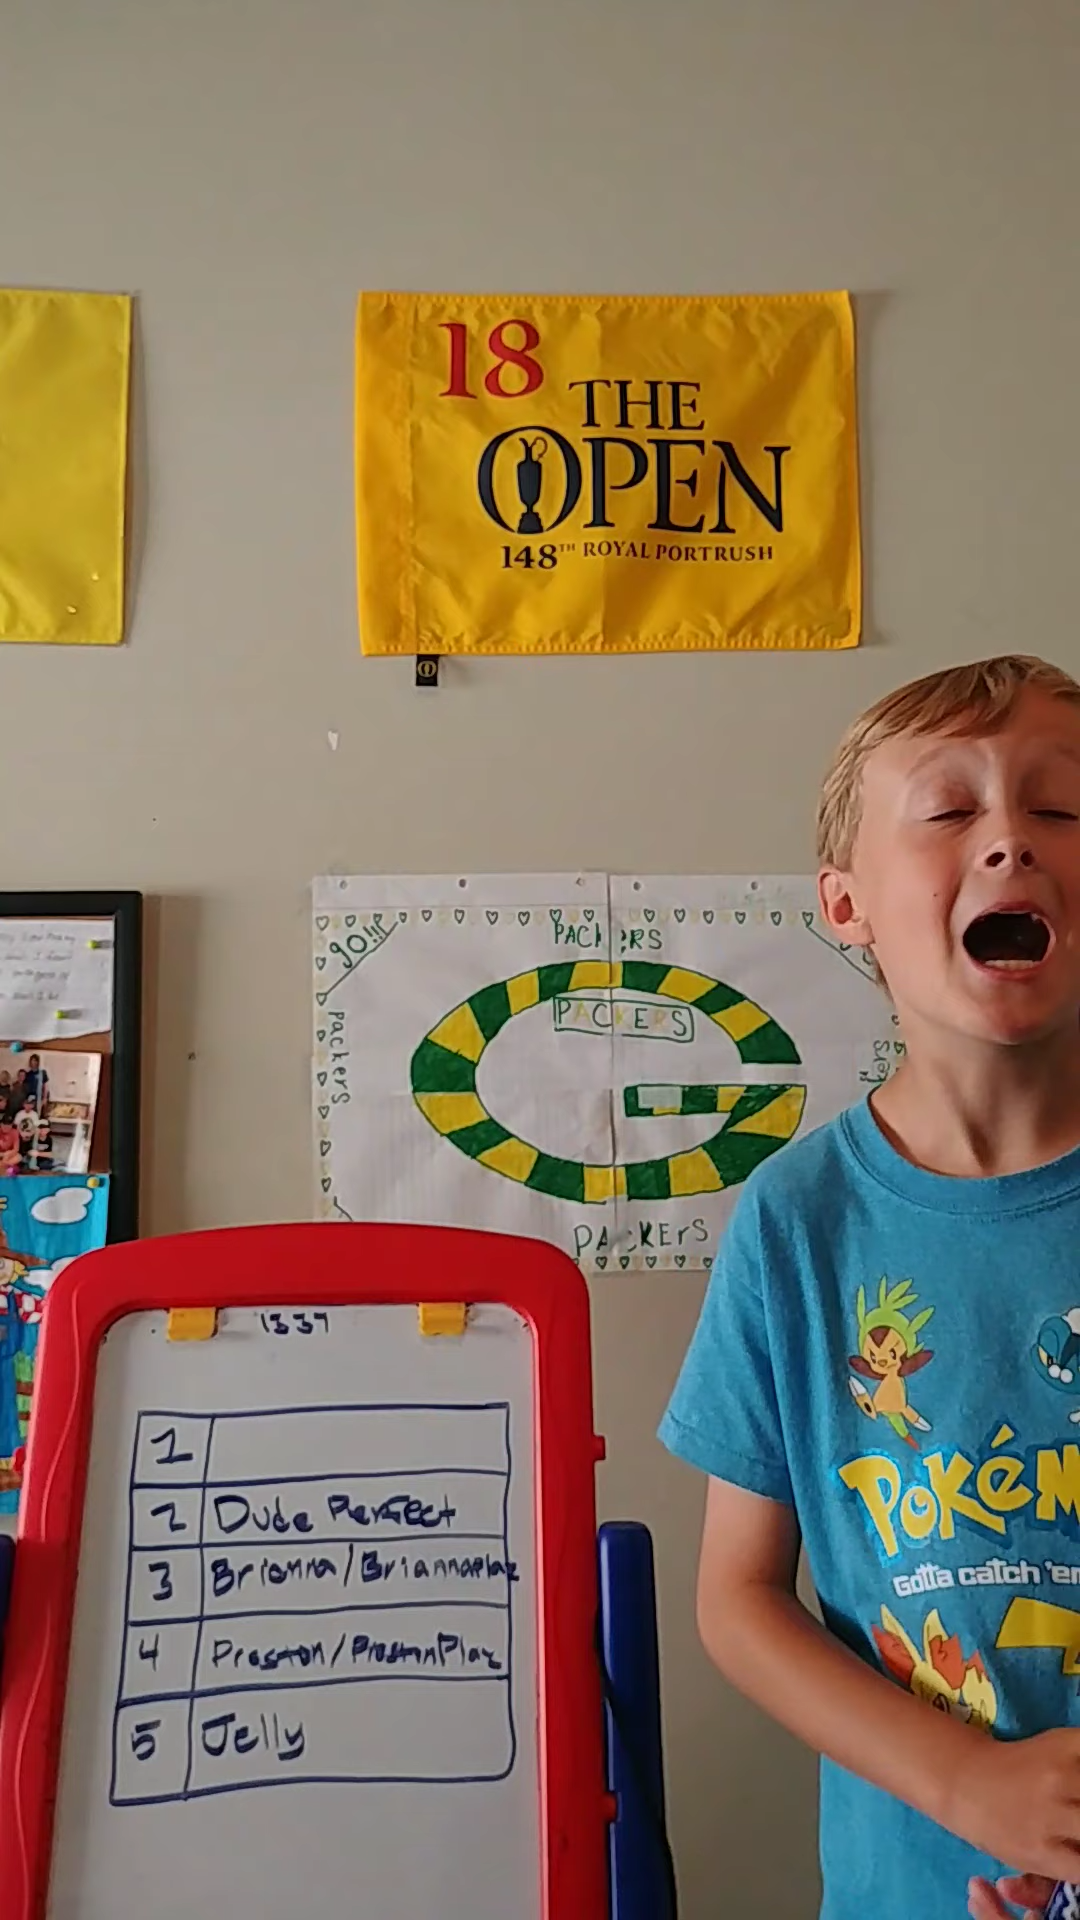 18
THE
OPEN
148TH ROYAL PORTRUSH
GO!!!
PACKERS
PACKERS
Packers
PACKErS
1337
1
2 Dude Perfect
3 Brianna/Briannaplay
4 Preston/PrestonPlayz
5 Jelly
Pokém
Gotta catch 'em